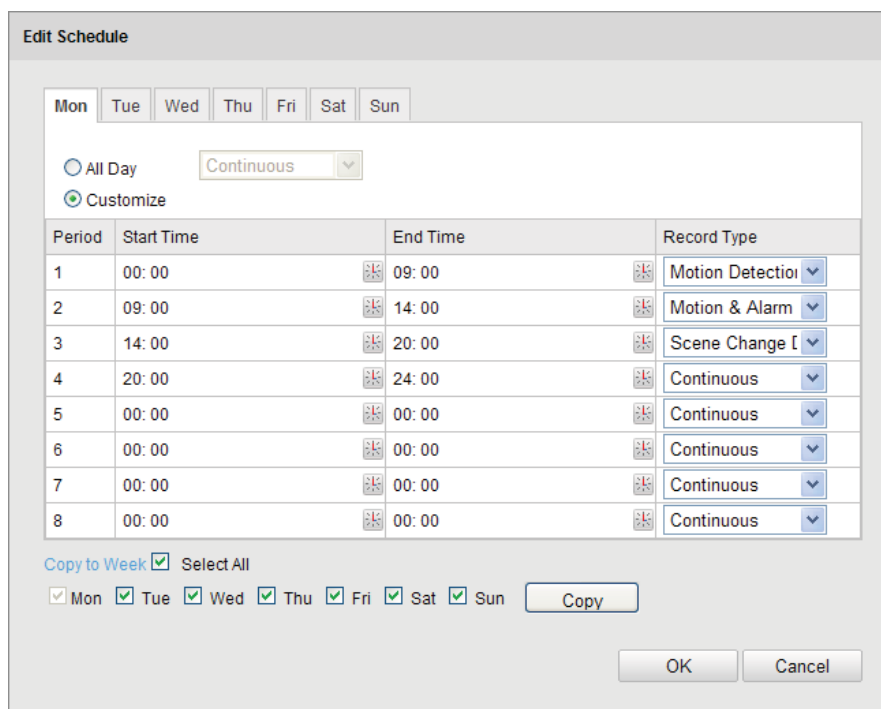 Edit Schedule
Mon Tue Wed Thu Fri Sat Sun
All Day Continuous
Customize
Period Start Time End Time Record Type
1 00: 00 09: 00 Motion Detection
2 09: 00 14: 00 Motion & Alarm
3 14: 00 20: 00 Scene Change D
4 20: 00 24: 00 Continuous
5 00: 00 00: 00 Continuous
6 00: 00 00: 00 Continuous
7 00: 00 00: 00 Continuous
8 00: 00 00: 00 Continuous
Copy to Week Select All
Mon Tue Wed Thu Fri Sat Sun Copy
OK Cancel